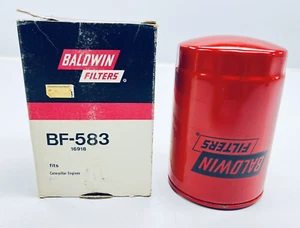 BALDWIN
FILTERS
BF-583
16918
fits
Caterpillar Engines
BALDWIN
FILTERS